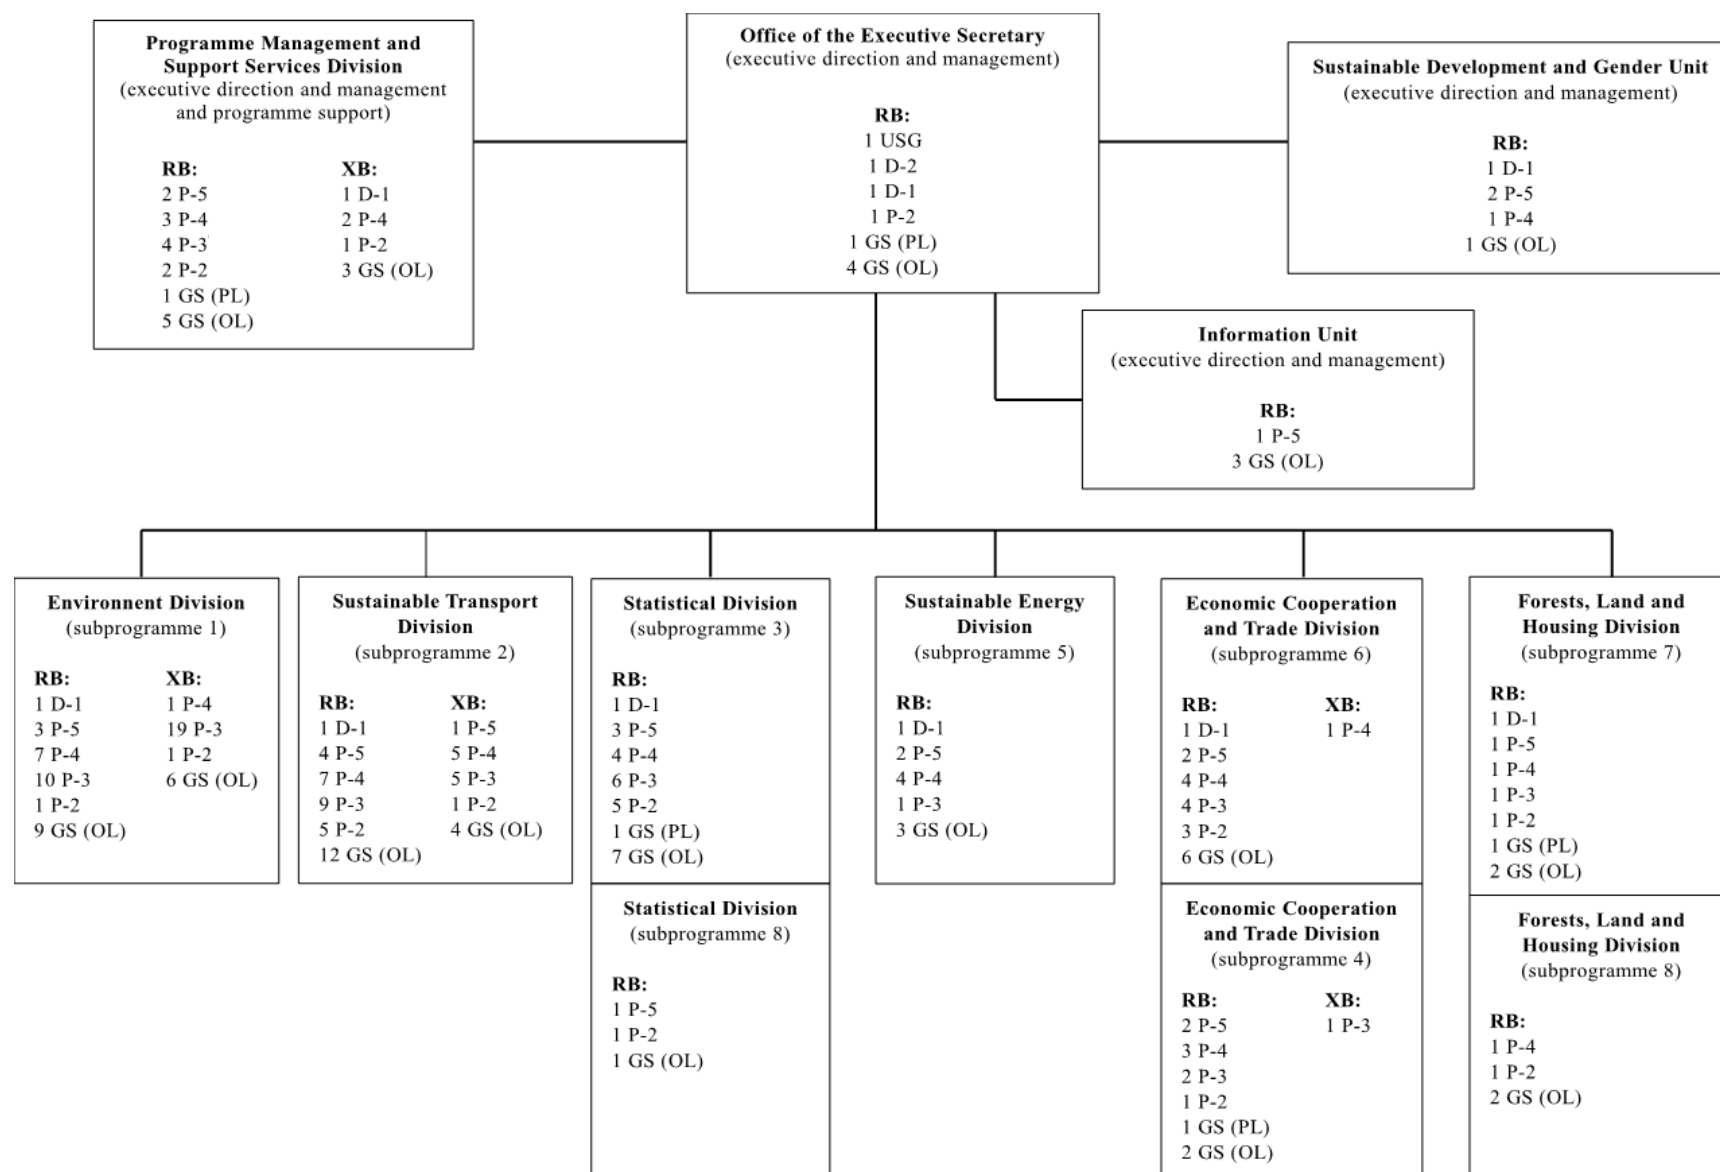 Programme Management and
Support Services Division
(executive direction and management
and programme support)
RB:
2 P-5
3 P-4
4 P-3
2 P-2
1 GS (PL)
5 GS (OL)
XB:
1 D-1
2 P-4
1 P-2
3 GS (OL)
Office of the Executive Secretary
(executive direction and management)
RB:
1 USG
1 D-2
1 D-1
1 P-2
1 GS (PL)
4 GS (OL)
Sustainable Development and Gender Unit
(executive direction and management)
RB:
1 D-1
2 P-5
1 P-4
1 GS (OL)
Information Unit
(executive direction and management)
RB:
1 P-5
3 GS (OL)
Environnent Division
(subprogramme 1)
RB:
1 D-1
3 P-5
7 P-4
10 P-3
1 P-2
9 GS (OL)
XB:
1 P-4
19 P-3
1 P-2
6 GS (OL)
Sustainable Transport
Division
(subprogramme 2)
RB:
1 D-1
4 P-5
7 P-4
9 P-3
5 P-2
12 GS (OL)
XB:
1 P-5
5 P-4
5 P-3
1 P-2
4 GS (OL)
Statistical Division
(subprogramme 3)
RB:
1 D-1
3 P-5
4 P-4
6 P-3
5 P-2
1 GS (PL)
7 GS (OL)
Statistical Division
(subprogramme 8)
RB:
1 P-5
1 P-2
1 GS (OL)
Sustainable Energy
Division
(subprogramme 5)
RB:
1 D-1
2 P-5
4 P-4
1 P-3
3 GS (OL)
Economic Cooperation
and Trade Division
(subprogramme 6)
RB:
1 D-1
2 P-5
4 P-4
4 P-3
3 P-2
6 GS (OL)
XB:
1 P-4
Economic Cooperation
and Trade Division
(subprogramme 4)
RB:
2 P-5
3 P-4
2 P-3
1 P-2
1 GS (PL)
2 GS (OL)
XB:
1 P-3
Forests, Land and
Housing Division
(subprogramme 7)
RB:
1 D-1
1 P-5
1 P-4
1 P-3
1 P-2
1 GS (PL)
2 GS (OL)
Forests, Land and
Housing Division
(subprogramme 8)
RB:
1 P-4
1 P-2
2 GS (OL)